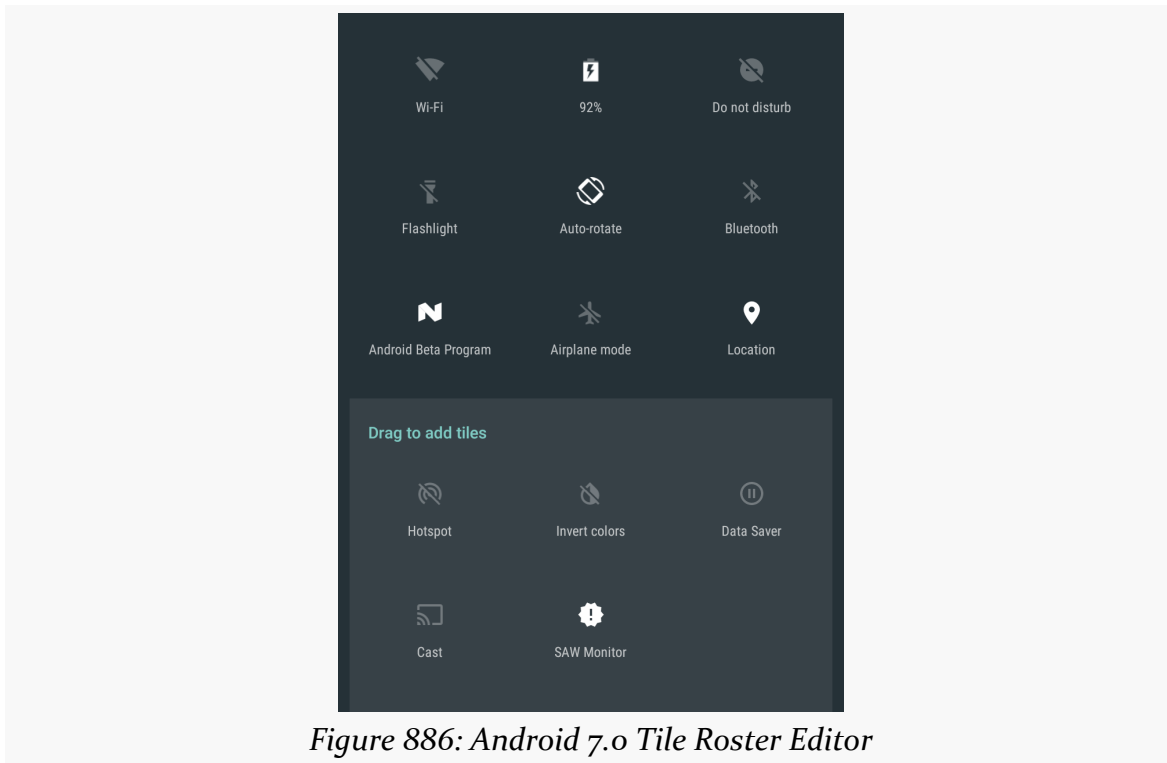 Wi-Fi 92% Do not disturb
Flashlight Auto-rotate Bluetooth
Android Beta Program Airplane mode Location
Drag to add tiles
Hotspot Invert colors Data Saver
Cast SAW Monitor
Figure 886: Android 7.0 Tile Roster Editor